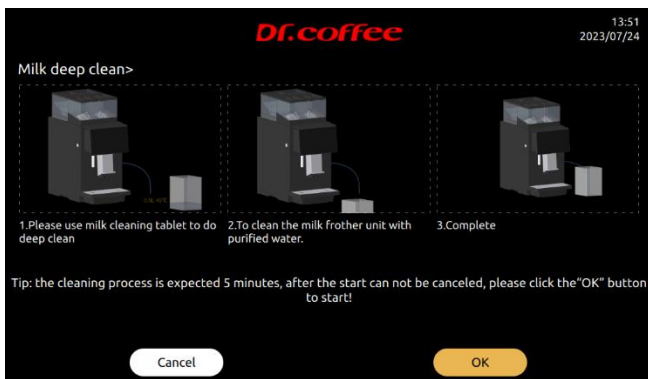 Dr.coffee
13:51
2023/07/24
Milk deep clean>
1.Please use milk cleaning tablet to do
deep clean
2.To clean the milk frother unit with
purified water.
3.Complete
Tip: the cleaning process is expected 5 minutes, after the start can not be canceled, please click the“OK” button
to start!
Cancel
OK